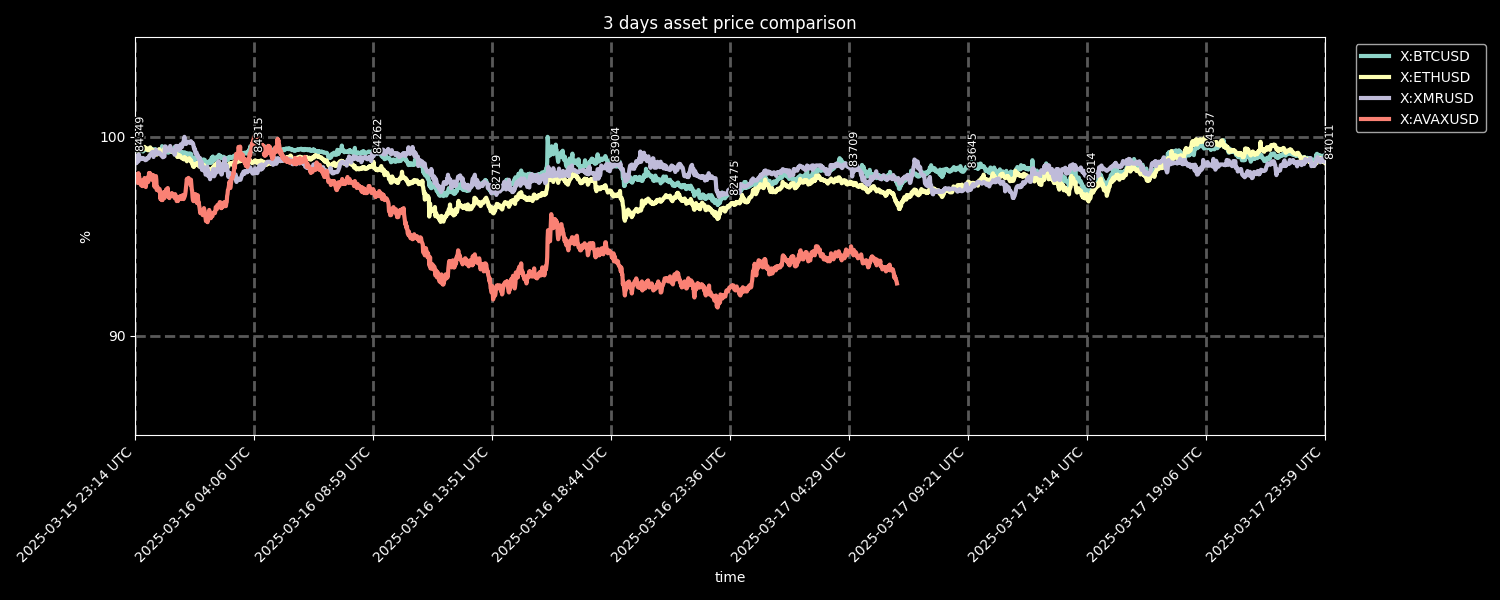 3 days asset price comparison
X:BTCUSD
X:ETHUSD
X:XMRUSD
X:AVAXUSD
100
90
%
84349
84315
84262
82719
83904
82475
83709
83645
82814
84537
84011
2025-03-15 23:14 UTC
2025-03-16 04:06 UTC
2025-03-16 08:59 UTC
2025-03-16 13:51 UTC
2025-03-16 18:44 UTC
2025-03-16 23:36 UTC
2025-03-17 04:29 UTC
2025-03-17 09:21 UTC
2025-03-17 14:14 UTC
2025-03-17 19:06 UTC
2025-03-17 23:59 UTC
time